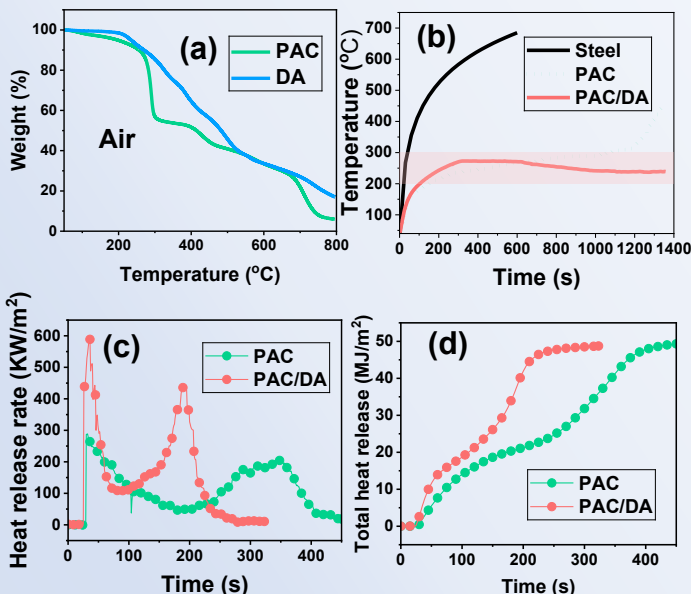 (a)
PAC
DA
Air
Weight (%)
100
80
60
40
20
0
200
400
600
800
Temperature (ºC)
(b)
Steel
PAC
PAC/DA
Temperature (ºC)
700
600
500
400
300
200
100
0
200
400
600
800
1000
1200
1400
Time (s)
(c)
PAC
PAC/DA
Heat release rate (KW/m²)
600
500
400
300
200
100
0
0
100
200
300
400
Time (s)
(d)
PAC
PAC/DA
Total heat release (MJ/m²)
50
40
30
20
10
0
0
100
200
300
400
Time (s)